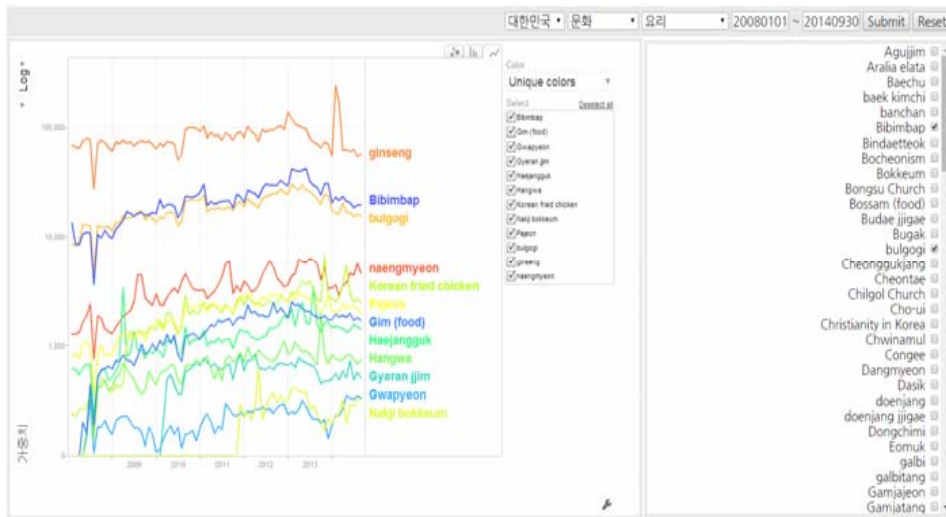 대한민국 문화 요리 20080101 ~ 20140930 Submit Reset
Log
100,000
10,000
1,000
0
가중치
2009 2010 2011 2012 2013
ginseng
Bibimbap
bulgogi
naengmyeon
Korean fried chicken
Pajeon
Gim (food)
Haejangguk
Hangwa
Gyeran jjim
Gwapyeon
Nakji bokkeum
Color
Unique colors
Select Deselect all
Bibimbap
Gim (food)
Gwapyeon
Gyeran jjim
Haejangguk
Hangwa
Korean fried chicken
Nakji bokkeum
Pajeon
bulgogi
ginseng
naengmyeon
Agujjim
Aralia elata
Baechu
baek kimchi
banchan
Bibimbap
Bindaetteok
Bocheonism
Bokkeum
Bongsu Church
Bossam (food)
Budae jjigae
Bugak
bulgogi
Cheonggukjang
Cheontae
Chilgol Church
Cho-ui
Christianity in Korea
Chwinamul
Congee
Dangmyeon
Dasik
doenjang
doenjang jjigae
Dongchimi
Eomuk
galbi
galbitang
Gamjajeon
Gamjatang